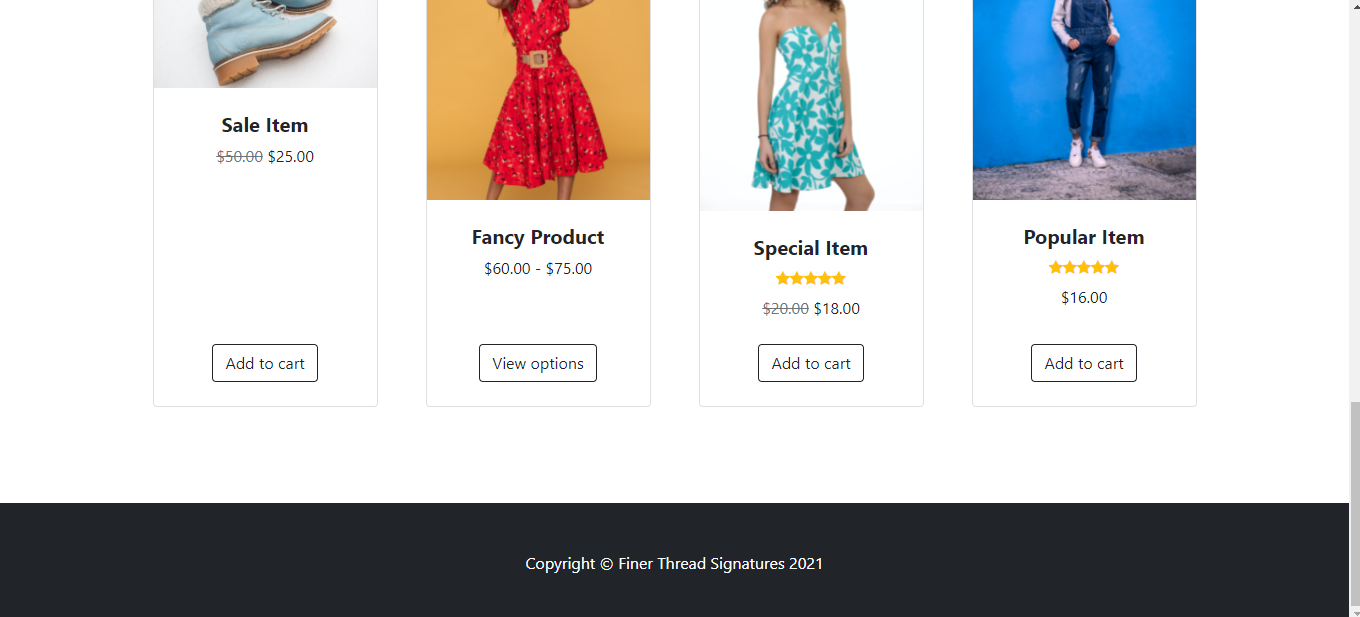 Sale Item
$50.00 $25.00
Add to cart
Fancy Product
$60.00 - $75.00
View options
Special Item
$20.00 $18.00
Add to cart
Popular Item
$16.00
Add to cart
Copyright © Finer Thread Signatures 2021